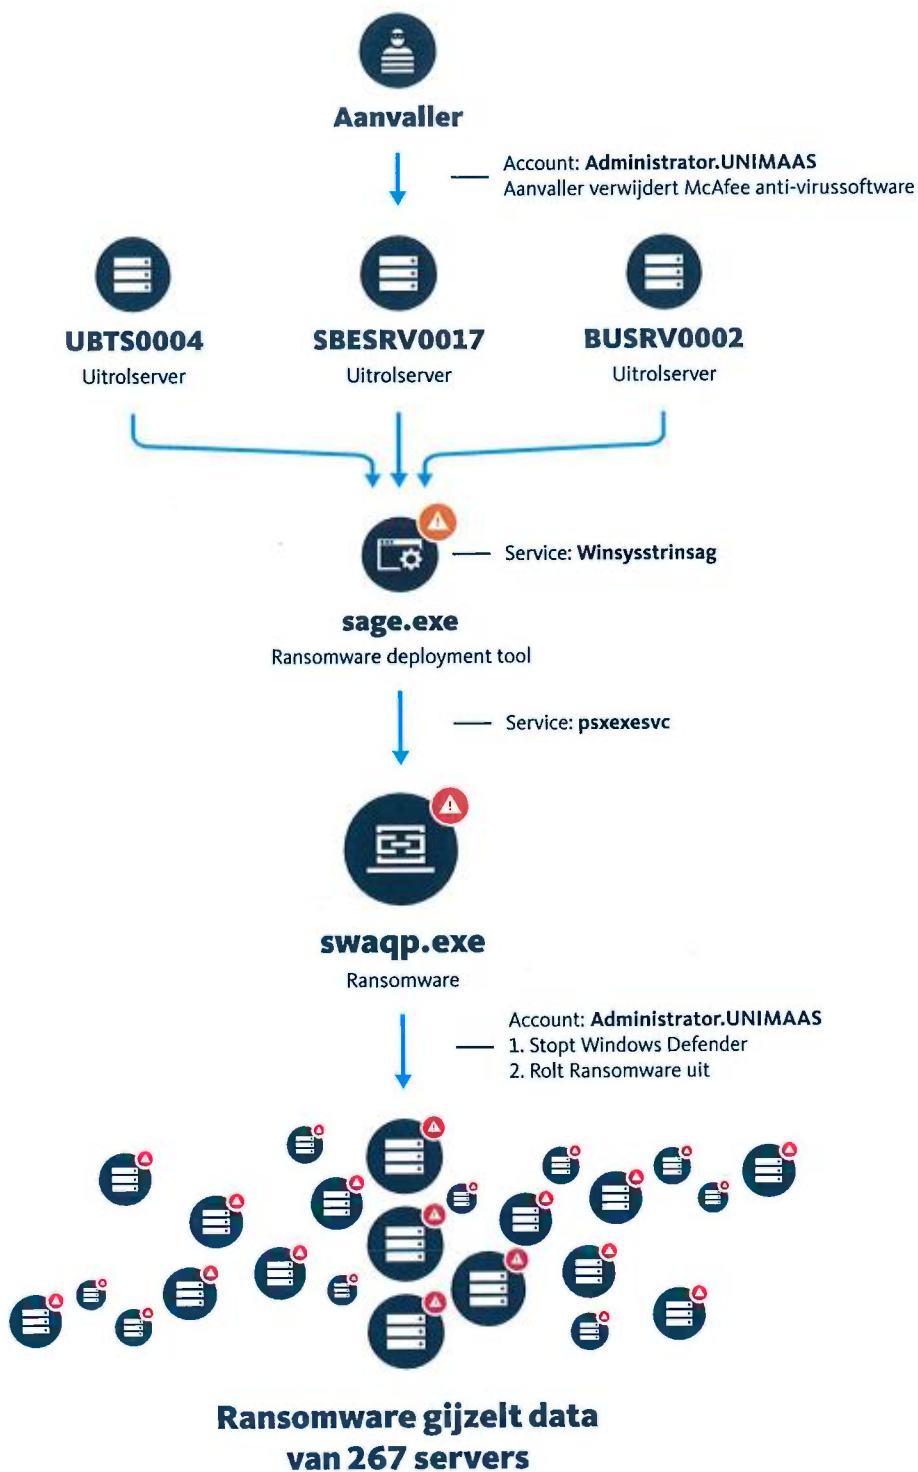 Aanvaller
Account: Administrator.UNIMAAS
Aanvaller verwijdert McAfee anti-virussoftware
UBTS0004
Uitrolserver
SBESRV0017
Uitrolserver
BUSRV0002
Uitrolserver
Service: Winsysstrinsag
sage.exe
Ransomware deployment tool
Service: psxexesvc
swaqp.exe
Ransomware
Account: Administrator.UNIMAAS
1. Stopt Windows Defender
2. Rolt Ransomware uit
Ransomware gijzelt data
van 267 servers